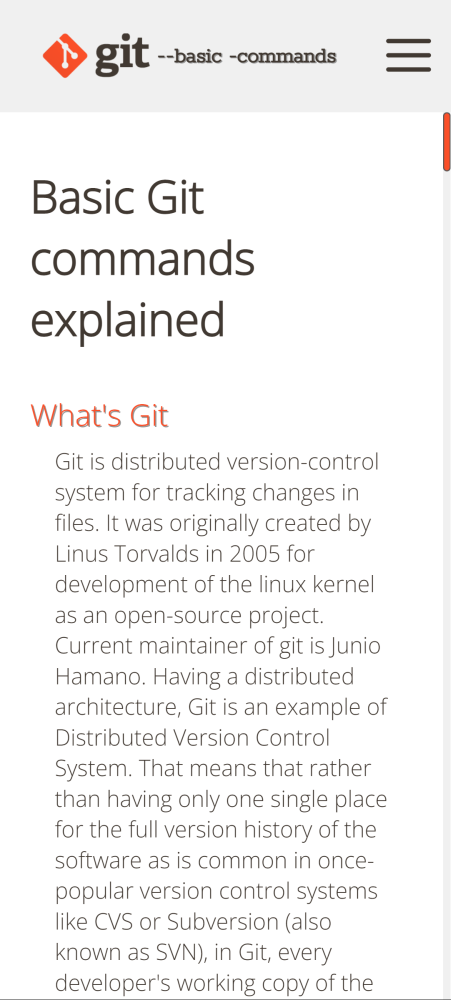 git --basic -commands
Basic Git
commands
explained
What's Git
Git is distributed version-control
system for tracking changes in
files. It was originally created by
Linus Torvalds in 2005 for
development of the linux kernel
as an open-source project.
Current maintainer of git is Junio
Hamano. Having a distributed
architecture, Git is an example of
Distributed Version Control
System. That means that rather
than having only one single place
for the full version history of the
software as is common in once-
popular version control systems
like CVS or Subversion (also
known as SVN), in Git, every
developer's working copy of the